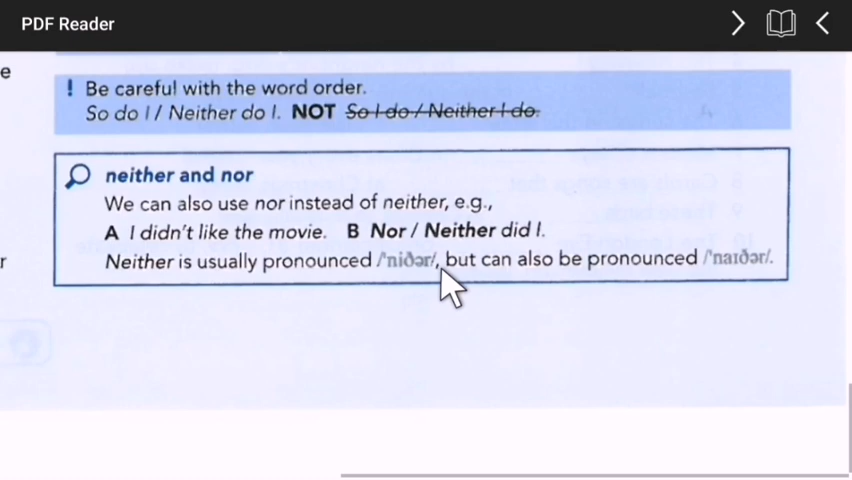 PDF Reader
e
! Be careful with the word order.
So do I / Neither do I. NOT So I do / Neither I do.
neither and nor
We can also use nor instead of neither, e.g.,
A I didn't like the movie. B Nor / Neither did I.
r
Neither is usually pronounced /ˈniðər/, but can also be pronounced /ˈnaɪðər/.